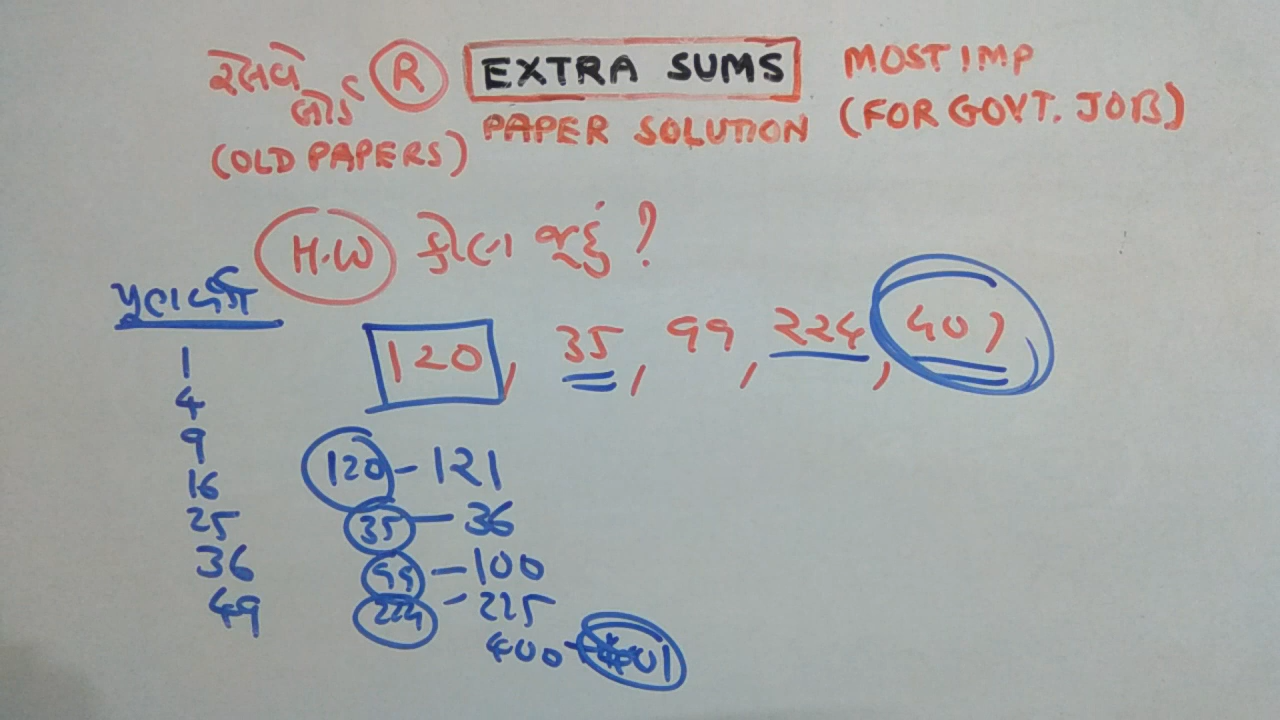 રેલવે R EXTRA SUMS MOST IMP
બોર્ડ PAPER SOLUTION (FOR GOVT. JOB)
(OLD PAPERS)
H.W કોણ જૂદું ?
પૂર્ણવર્ગ
120, 35, 99, 224, 401
1
4
9
16
25
36
49
120 - 121
35 - 36
99 - 100
224 - 225
400 - 401